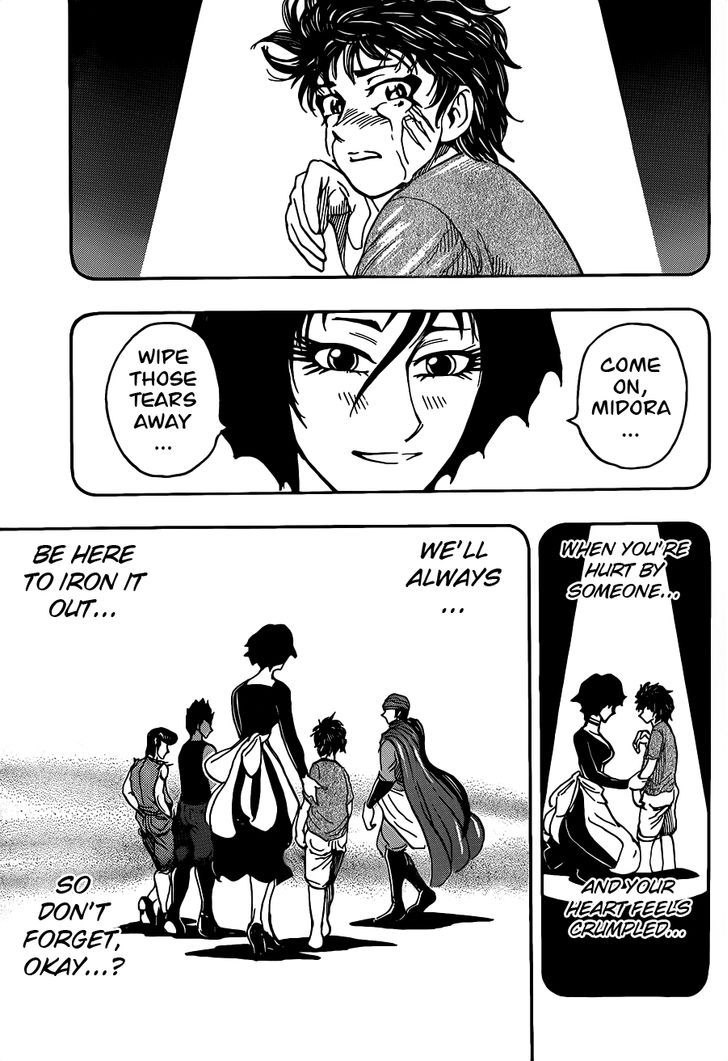 COME
ON,
MIDORA
...
WIPE
THOSE
TEARS
AWAY
...
WHEN YOU'RE
HURT BY
SOMEONE...
AND YOUR
HEART FEELS
CRUMPLED...
WE'LL
ALWAYS
...
BE HERE
TO IRON IT
OUT...
SO
DON'T
FORGET,
OKAY...?